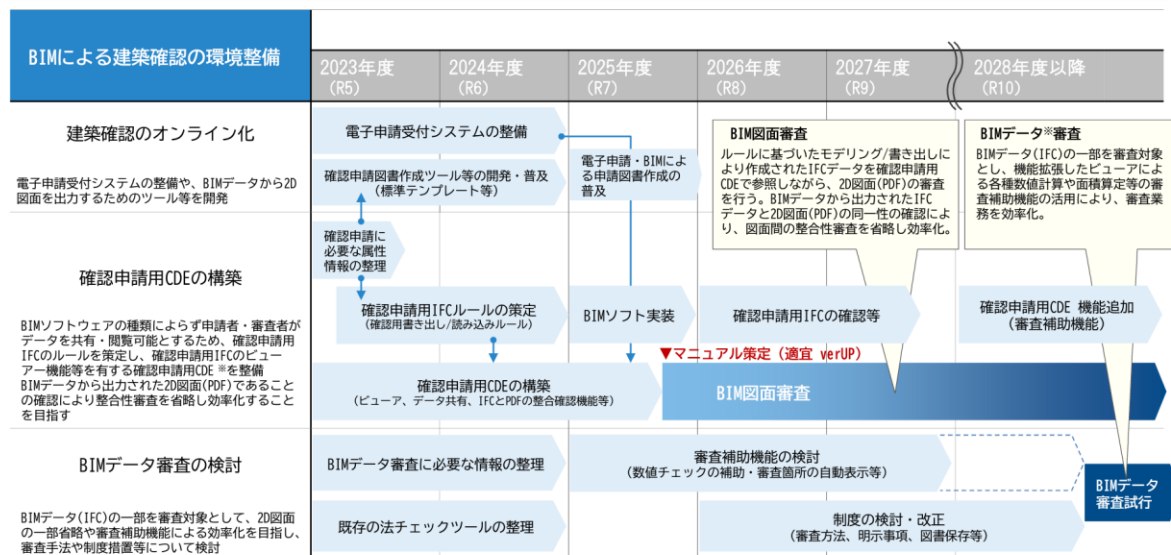 BIMによる建築確認の環境整備
2023年度
(R5)
2024年度
(R6)
2025年度
(R7)
2026年度
(R8)
2027年度
(R9)
2028年度以降
(R10)
建築確認のオンライン化
電子申請受付システムの整備や、BIMデータから2D
図面を出力するためのツール等を開発
電子申請受付システムの整備
確認申請図書作成ツール等の開発・普及
(標準テンプレート等)
電子申請・BIMによ
る申請図書作成の
普及
BIM図面審査
ルールに基づいたモデリング/書き出しに
より作成されたIFCデータを確認申請用
CDEで参照しながら、2D図面(PDF)の審査
を行う。BIMデータから出力されたIFC
データと2D図面(PDF)の同一性の確認によ
り、図面間の整合性審査を省略し効率化。
BIMデータ※審査
BIMデータ(IFC)の一部を審査対象
とし、機能拡張したビューアによ
る各種数値計算や面積算定等の審
査補助機能の活用により、審査業
務を効率化。
確認申請に
必要な属性
情報の整理
確認申請用CDEの構築
BIMソフトウェアの種類によらず申請者・審査者が
データを共有・閲覧可能とするため、確認申請用
IFCのルールを策定し、確認申請用IFCのビュー
アー機能等を有する確認申請用CDE ※を整備
BIMデータから出力された2D図面(PDF)であること
の確認により整合性審査を省略し効率化すること
を目指す
確認申請用IFCルールの策定
(確認用書き出し/読み込みルール)
BIMソフト実装
確認申請用IFCの確認等
確認申請用CDE 機能追加
(審査補助機能)
▼マニュアル策定(適宜 verUP)
確認申請用CDEの構築
(ビューア、データ共有、IFCとPDFの整合確認機能等)
BIM図面審査
BIMデータ審査の検討
BIMデータ(IFC)の一部を審査対象として、2D図面
の一部省略や審査補助機能による効率化を目指し、
審査手法や制度措置等について検討
BIMデータ審査に必要な情報の整理
審査補助機能の検討
(数値チェックの補助・審査箇所の自動表示等)
BIMデータ
審査試行
既存の法チェックツールの整理
制度の検討・改正
(審査方法、明示事項、図書保存等)